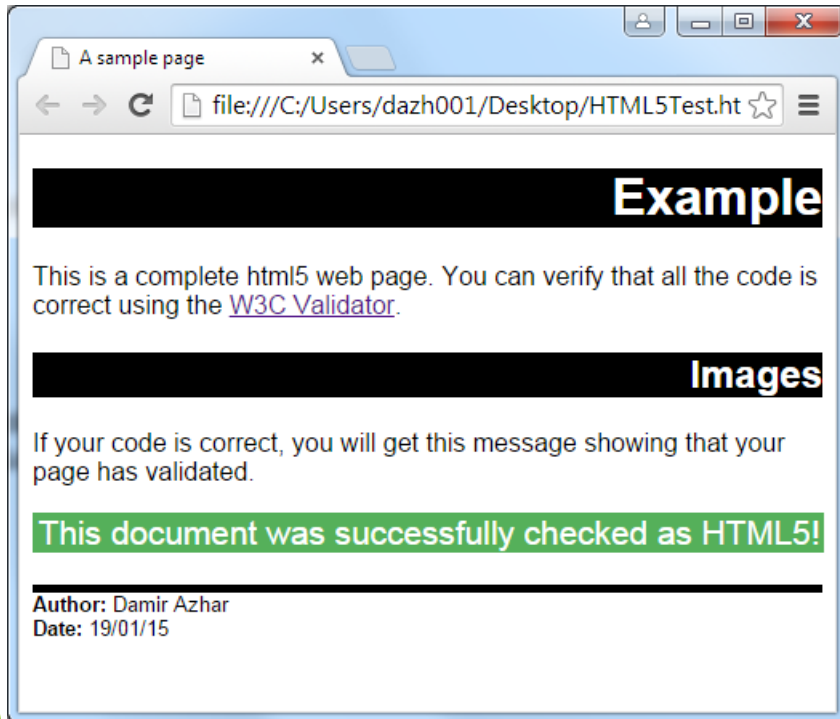 A sample page
file:///C:/Users/dazh001/Desktop/HTML5Test.ht
Example
This is a complete html5 web page. You can verify that all the code is
correct using the W3C Validator.
Images
If your code is correct, you will get this message showing that your
page has validated.
This document was successfully checked as HTML5!
Author: Damir Azhar
Date: 19/01/15